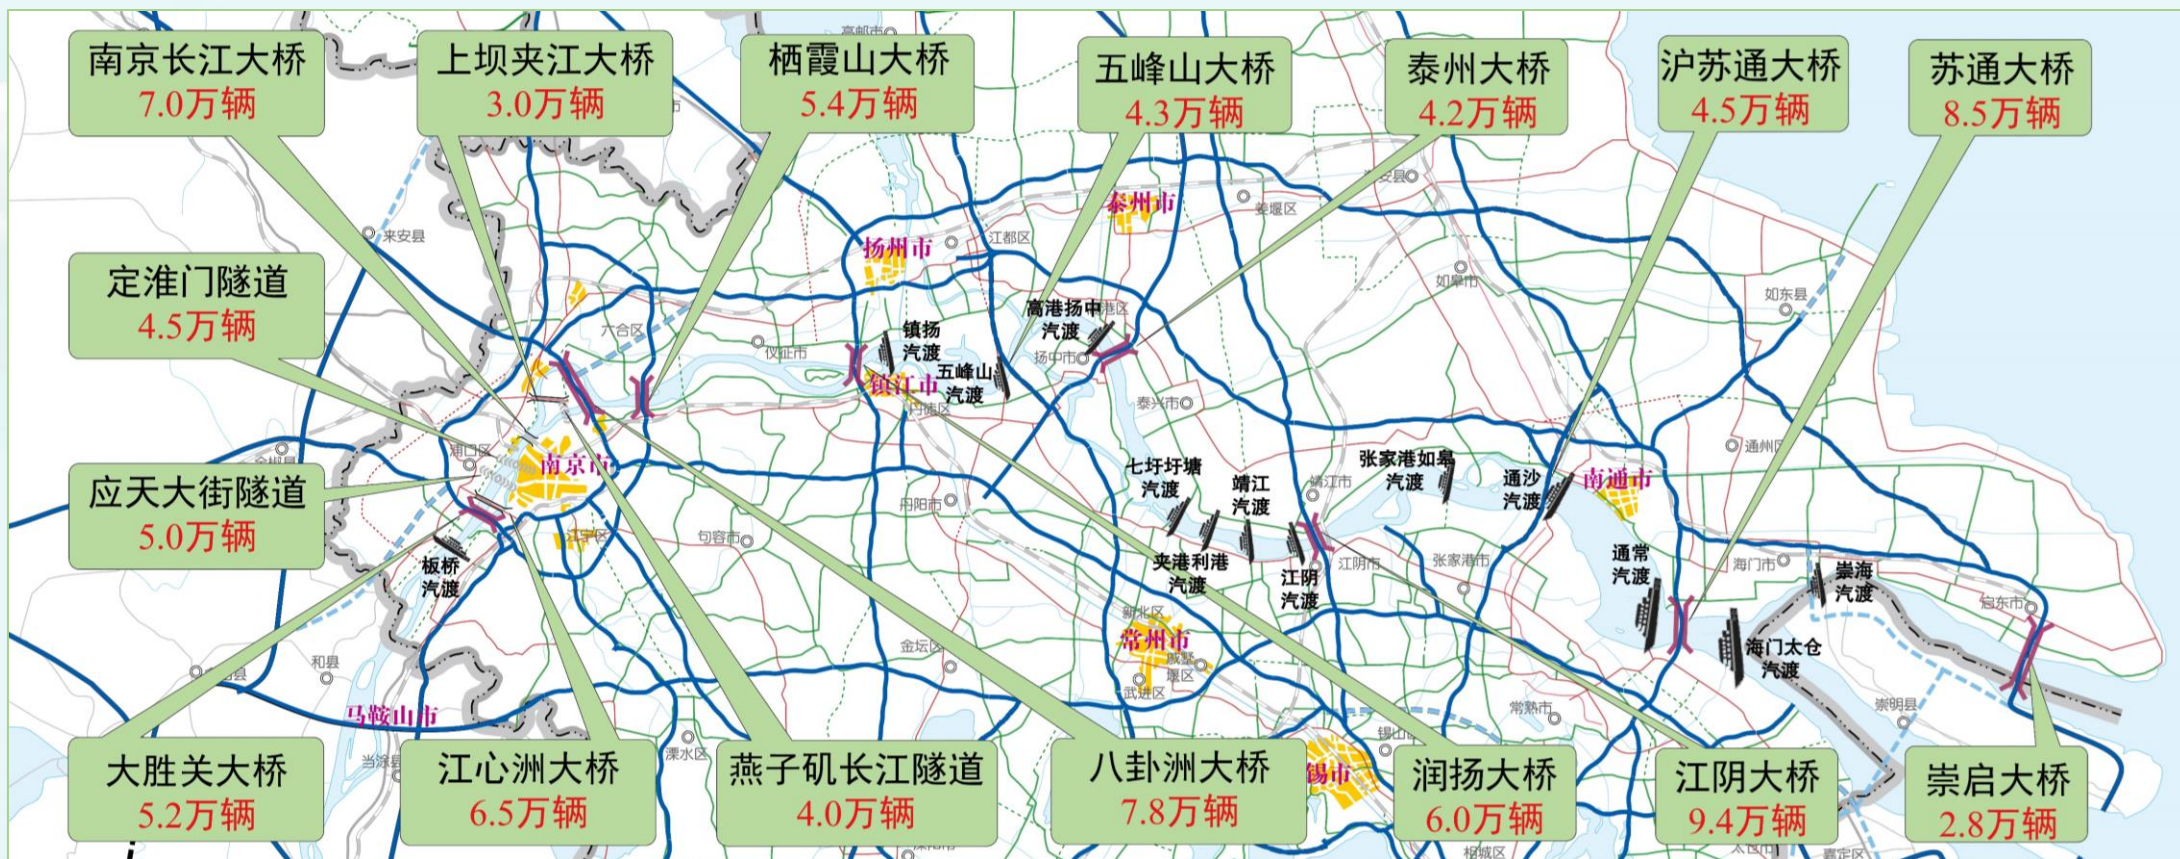 南京长江大桥
7.0万辆
上坝夹江大桥
3.0万辆
栖霞山大桥
5.4万辆
五峰山大桥
4.3万辆
泰州大桥
4.2万辆
沪苏通大桥
4.5万辆
苏通大桥
8.5万辆
定淮门隧道
4.5万辆
应天大街隧道
5.0万辆
来安县
扬州市
江都区
泰州市
姜堰区
如皋市
如东县
六合区
仪征市
镇扬
汽渡
镇江市
五峰山
汽渡
高港扬中
汽渡
扬中市
泰兴市
浦口区
南京市
江宁区
板桥
汽渡
句容市
丹阳市
七圩圩塘
汽渡
靖江
汽渡
夹港利港
汽渡
江阴
汽渡
靖江市
江阴市
张家港如皋
汽渡
张家港市
通沙
汽渡
南通市
通州区
通常
汽渡
海门市
崇海
汽渡
启东市
海门太仓
汽渡
崇明县
和县
马鞍山市
金坛区
新北区
常州市
戚墅
堰区
武进区
常熟市
溧水区
锡市
大胜关大桥
5.2万辆
江心洲大桥
6.5万辆
燕子矶长江隧道
4.0万辆
八卦洲大桥
7.8万辆
润扬大桥
6.0万辆
江阴大桥
9.4万辆
崇启大桥
2.8万辆
相城区
嘉定区